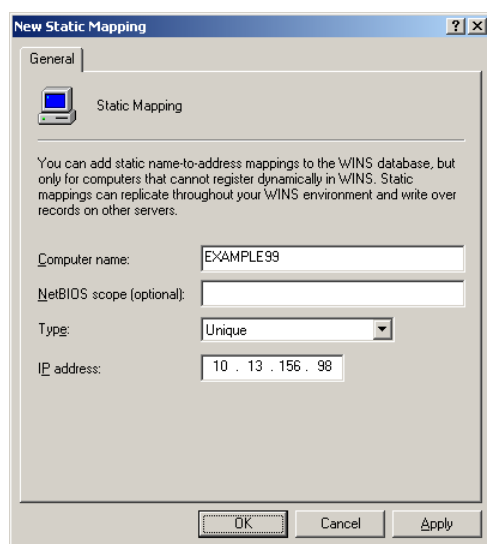 New Static Mapping
General
Static Mapping
You can add static name-to-address mappings to the WINS database, but
only for computers that cannot register dynamically in WINS. Static
mappings can replicate throughout your WINS environment and write over
records on other servers.
Computer name: EXAMPLE99
NetBIOS scope (optional):
Type: Unique
IP address: 10 . 13 . 156 . 98
OK Cancel Apply